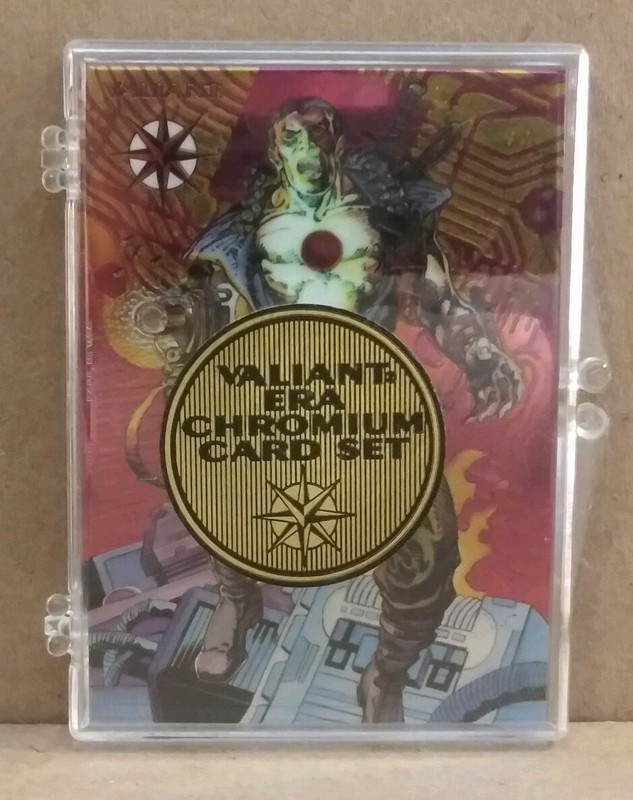 VALIANT
VALIANT:
ERA
CHROMIUM
CARD SET